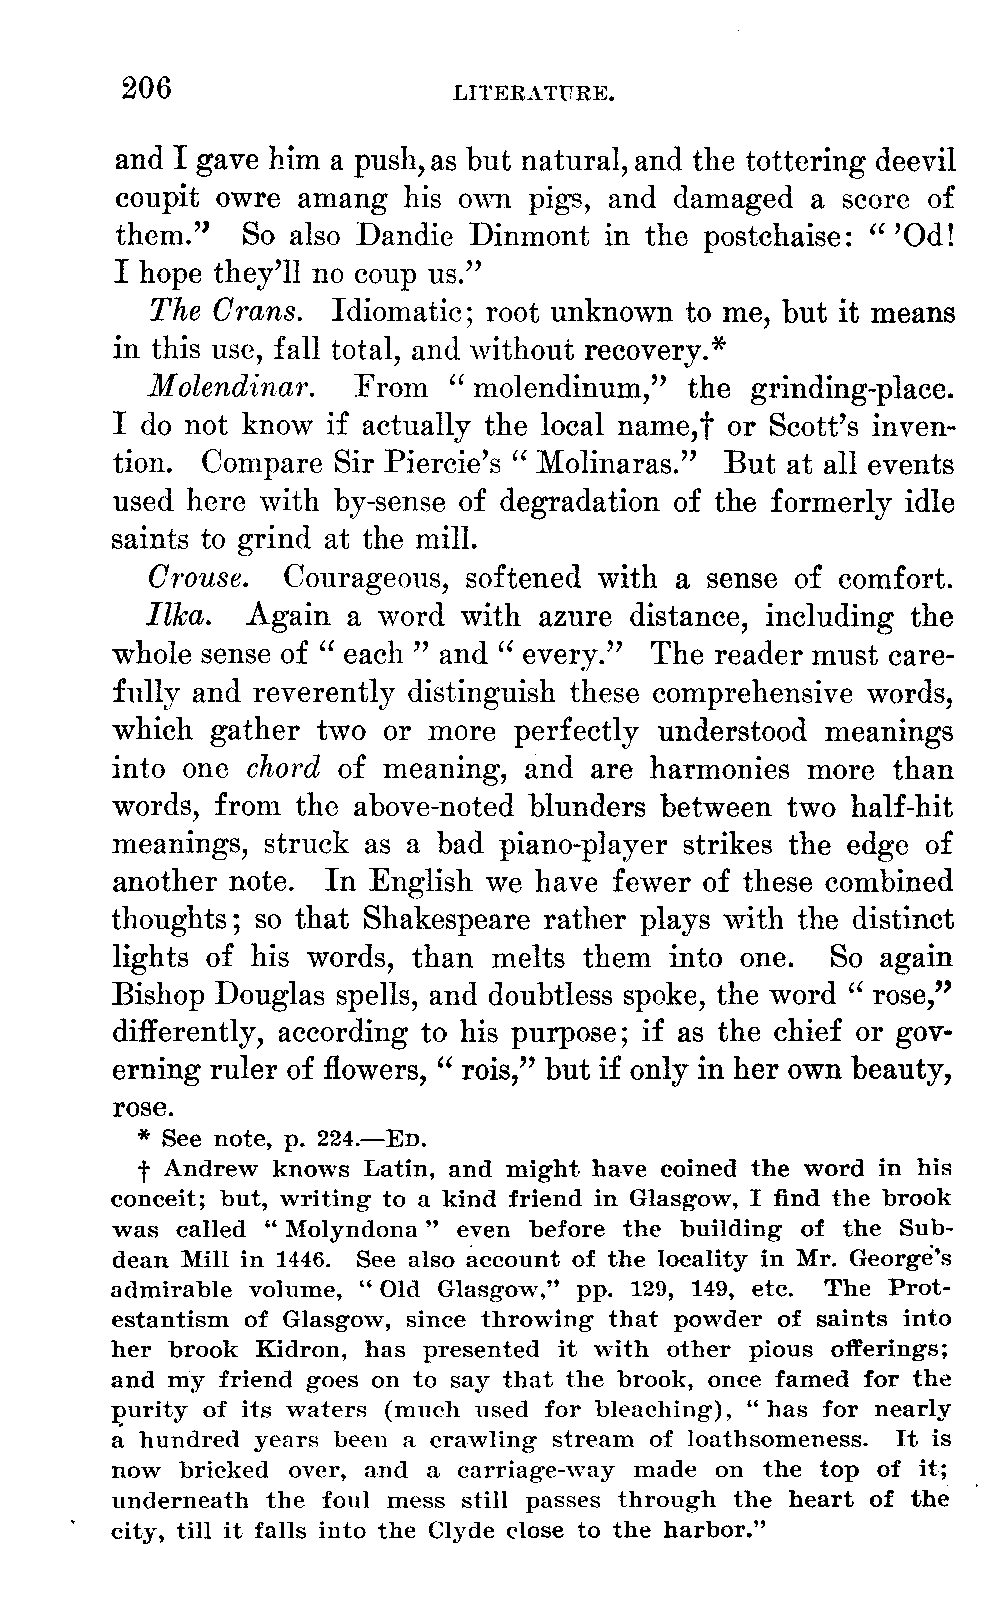 206
LITERATURE.
and I gave him a push, as but natural, and the tottering deevil
coupit owre amang his own pigs, and damaged a score of
them.” So also Dandie Dinmont in the postchaise: “ ’Od!
I hope they’ll no coup us.”
The Crans. Idiomatic; root unknown to me, but it means
in this use, fall total, and without recovery.*
Molendinar. From “ molendinum,” the grinding-place.
I do not know if actually the local name,† or Scott’s inven-
tion. Compare Sir Piercie’s “ Molinaras.” But at all events
used here with by-sense of degradation of the formerly idle
saints to grind at the mill.
Crouse. Courageous, softened with a sense of comfort.
Ilka. Again a word with azure distance, including the
whole sense of “ each ” and “ every.” The reader must care-
fully and reverently distinguish these comprehensive words,
which gather two or more perfectly understood meanings
into one chord of meaning, and are harmonies more than
words, from the above-noted blunders between two half-hit
meanings, struck as a bad piano-player strikes the edge of
another note. In English we have fewer of these combined
thoughts; so that Shakespeare rather plays with the distinct
lights of his words, than melts them into one. So again
Bishop Douglas spells, and doubtless spoke, the word “ rose,”
differently, according to his purpose; if as the chief or gov-
erning ruler of flowers, “ rois,” but if only in her own beauty,
rose.
* See note, p. 224.—ED.
† Andrew knows Latin, and might have coined the word in his
conceit; but, writing to a kind friend in Glasgow, I find the brook
was called “ Molyndona ” even before the building of the Sub-
dean Mill in 1446. See also account of the locality in Mr. George’s
admirable volume, “ Old Glasgow,” pp. 129, 149, etc. The Prot-
estantism of Glasgow, since throwing that powder of saints into
her brook Kidron, has presented it with other pious offerings;
and my friend goes on to say that the brook, once famed for the
purity of its waters (much used for bleaching), “ has for nearly
a hundred years been a crawling stream of loathsomeness. It is
now bricked over, and a carriage-way made on the top of it;
underneath the foul mess still passes through the heart of the
city, till it falls into the Clyde close to the harbor.”